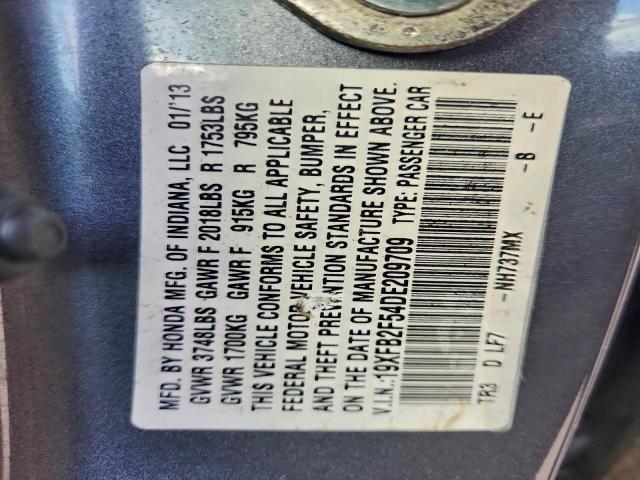 MFD. BY HONDA MFG. OF INDIANA, LLC 01/'13
GVWR 3748LBS GAWR F 2018LBS R 1753LBS
GVWR 1700KG GAWR F 915KG R 795KG
THIS VEHICLE CONFORMS TO ALL APPLICABLE
FEDERAL MOTOR VEHICLE SAFETY, BUMPER,
AND THEFT PREVENTION STANDARDS IN EFFECT
ON THE DATE OF MANUFACTURE SHOWN ABOVE.
V.I.N.:19XFB2F54DE209709 TYPE: PASSENGER CAR
TR3 D LF7 -NH737MX -B -E